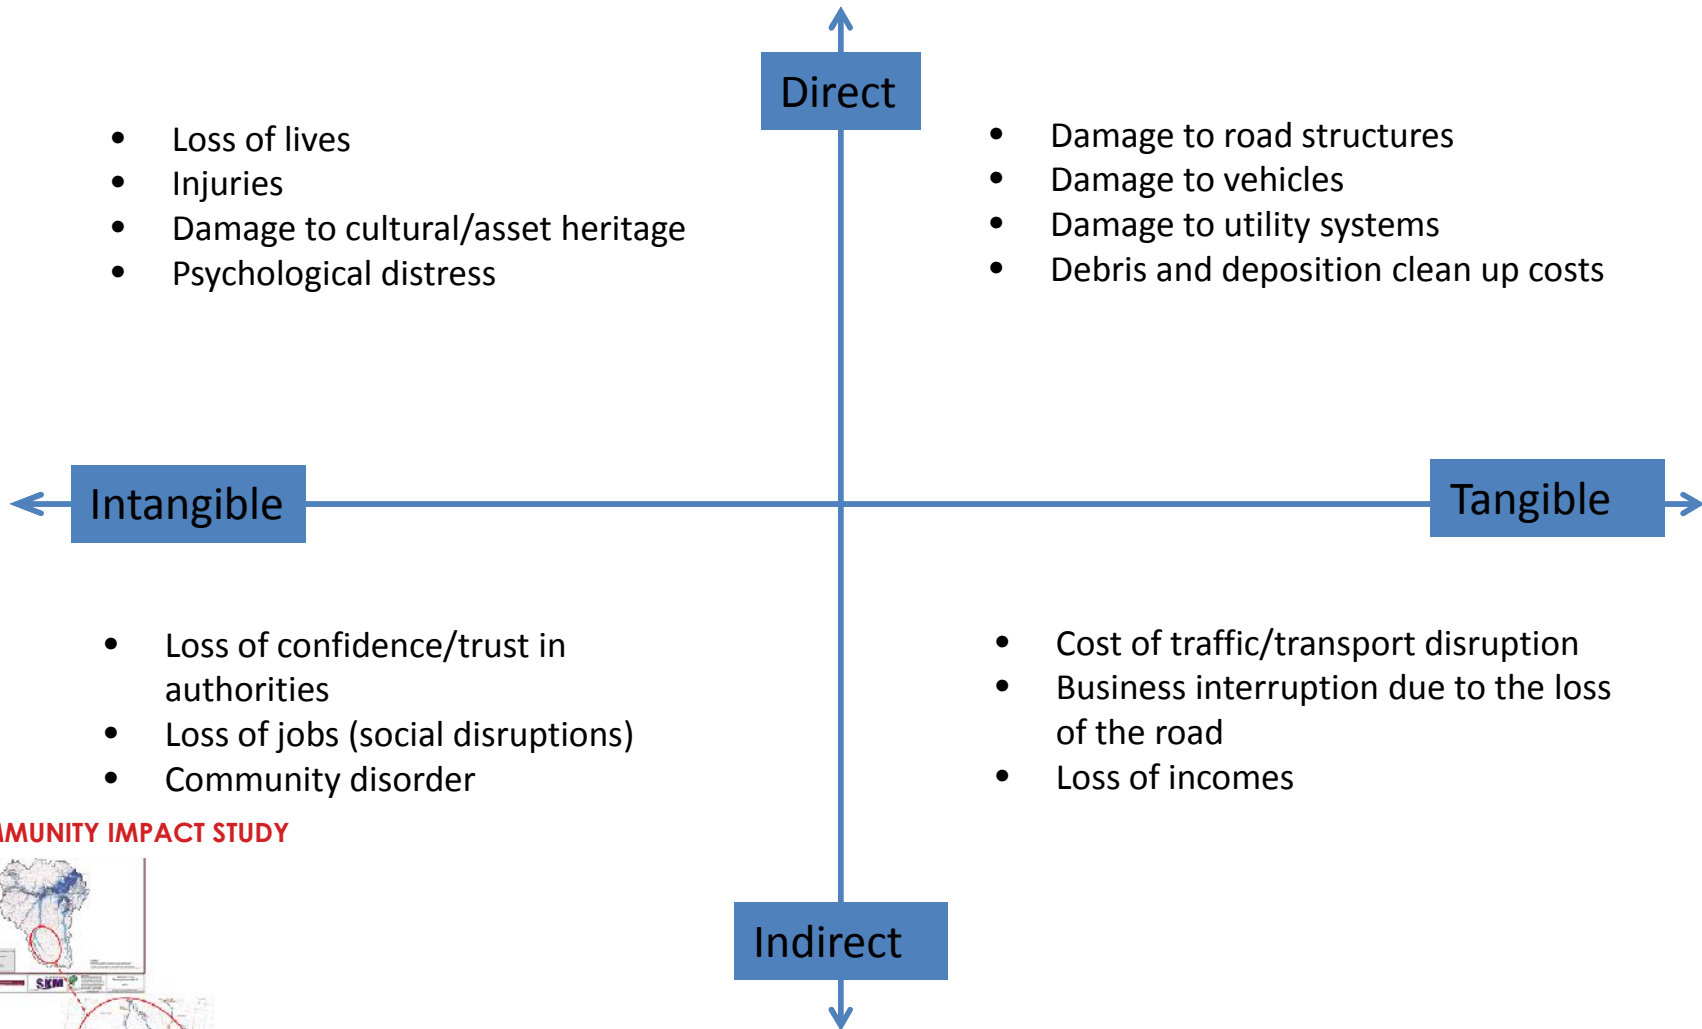 Direct
• Loss of lives
• Injuries
• Damage to cultural/asset heritage
• Psychological distress
• Damage to road structures
• Damage to vehicles
• Damage to utility systems
• Debris and deposition clean up costs
Intangible
Tangible
• Loss of confidence/trust in
authorities
• Loss of jobs (social disruptions)
• Community disorder
• Cost of traffic/transport disruption
• Business interruption due to the loss
of the road
• Loss of incomes
MMUNITY IMPACT STUDY
SKM
Indirect